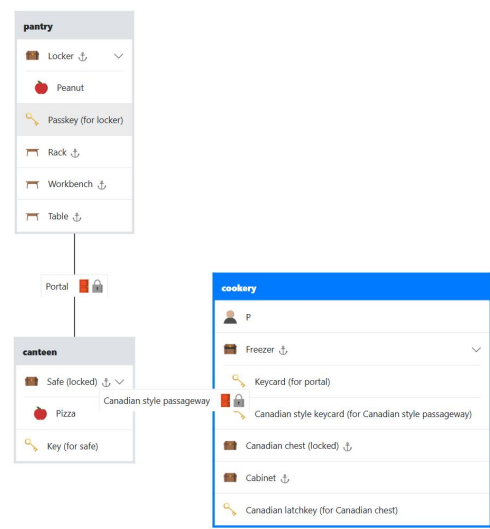 pantry
Locker
Peanut
Passkey (for locker)
Rack
Workbench
Table
Portal
canteen
Safe (locked)
Pizza
Key (for safe)
Canadian style passageway
cookery
P
Freezer
Keycard (for portal)
Canadian style keycard (for Canadian style passageway)
Canadian chest (locked)
Cabinet
Canadian latchkey (for Canadian chest)